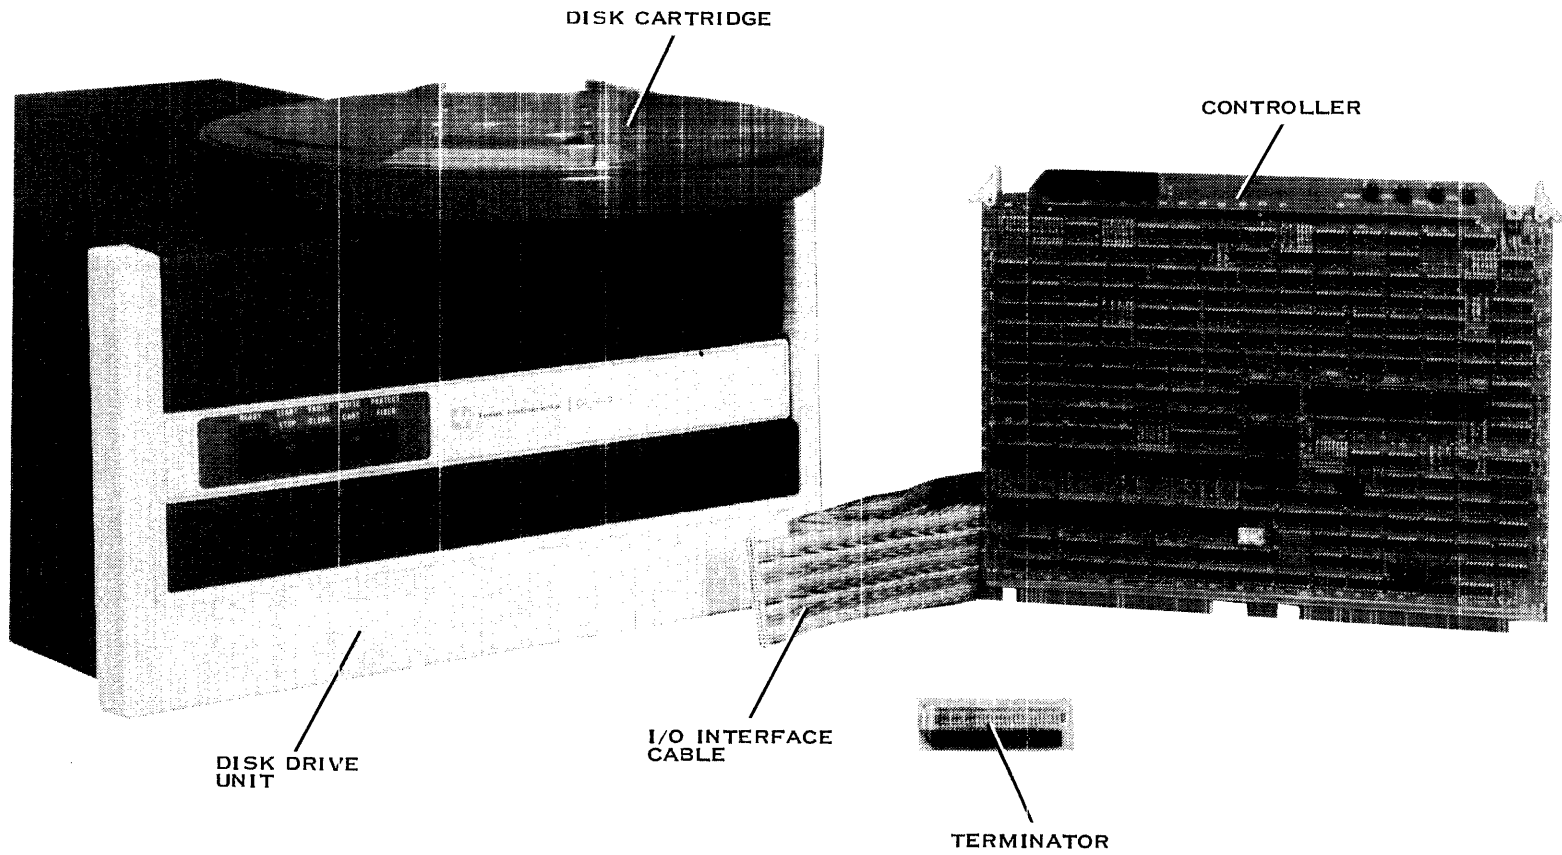 DISK CARTRIDGE
CONTROLLER
I/O INTERFACE
CABLE
DISK DRIVE
UNIT
TERMINATOR